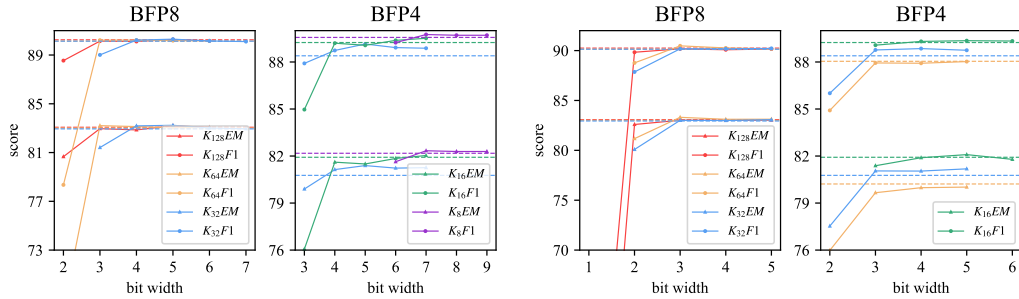 BFP8
BFP4
BFP8
BFP4
score
89
85
81
77
73
K128EM
K128F1
K64EM
K64F1
K32EM
K32F1
2 3 4 5 6 7
bit width
88
85
82
79
76
K16EM
K16F1
K8EM
K8F1
3 4 5 6 7 8 9
bit width
score
90
85
80
75
70
K128EM
K128F1
K64EM
K64F1
K32EM
K32F1
1 2 3 4 5
bit width
88
85
82
79
76
K16EM
K16F1
2 3 4 5 6
bit width